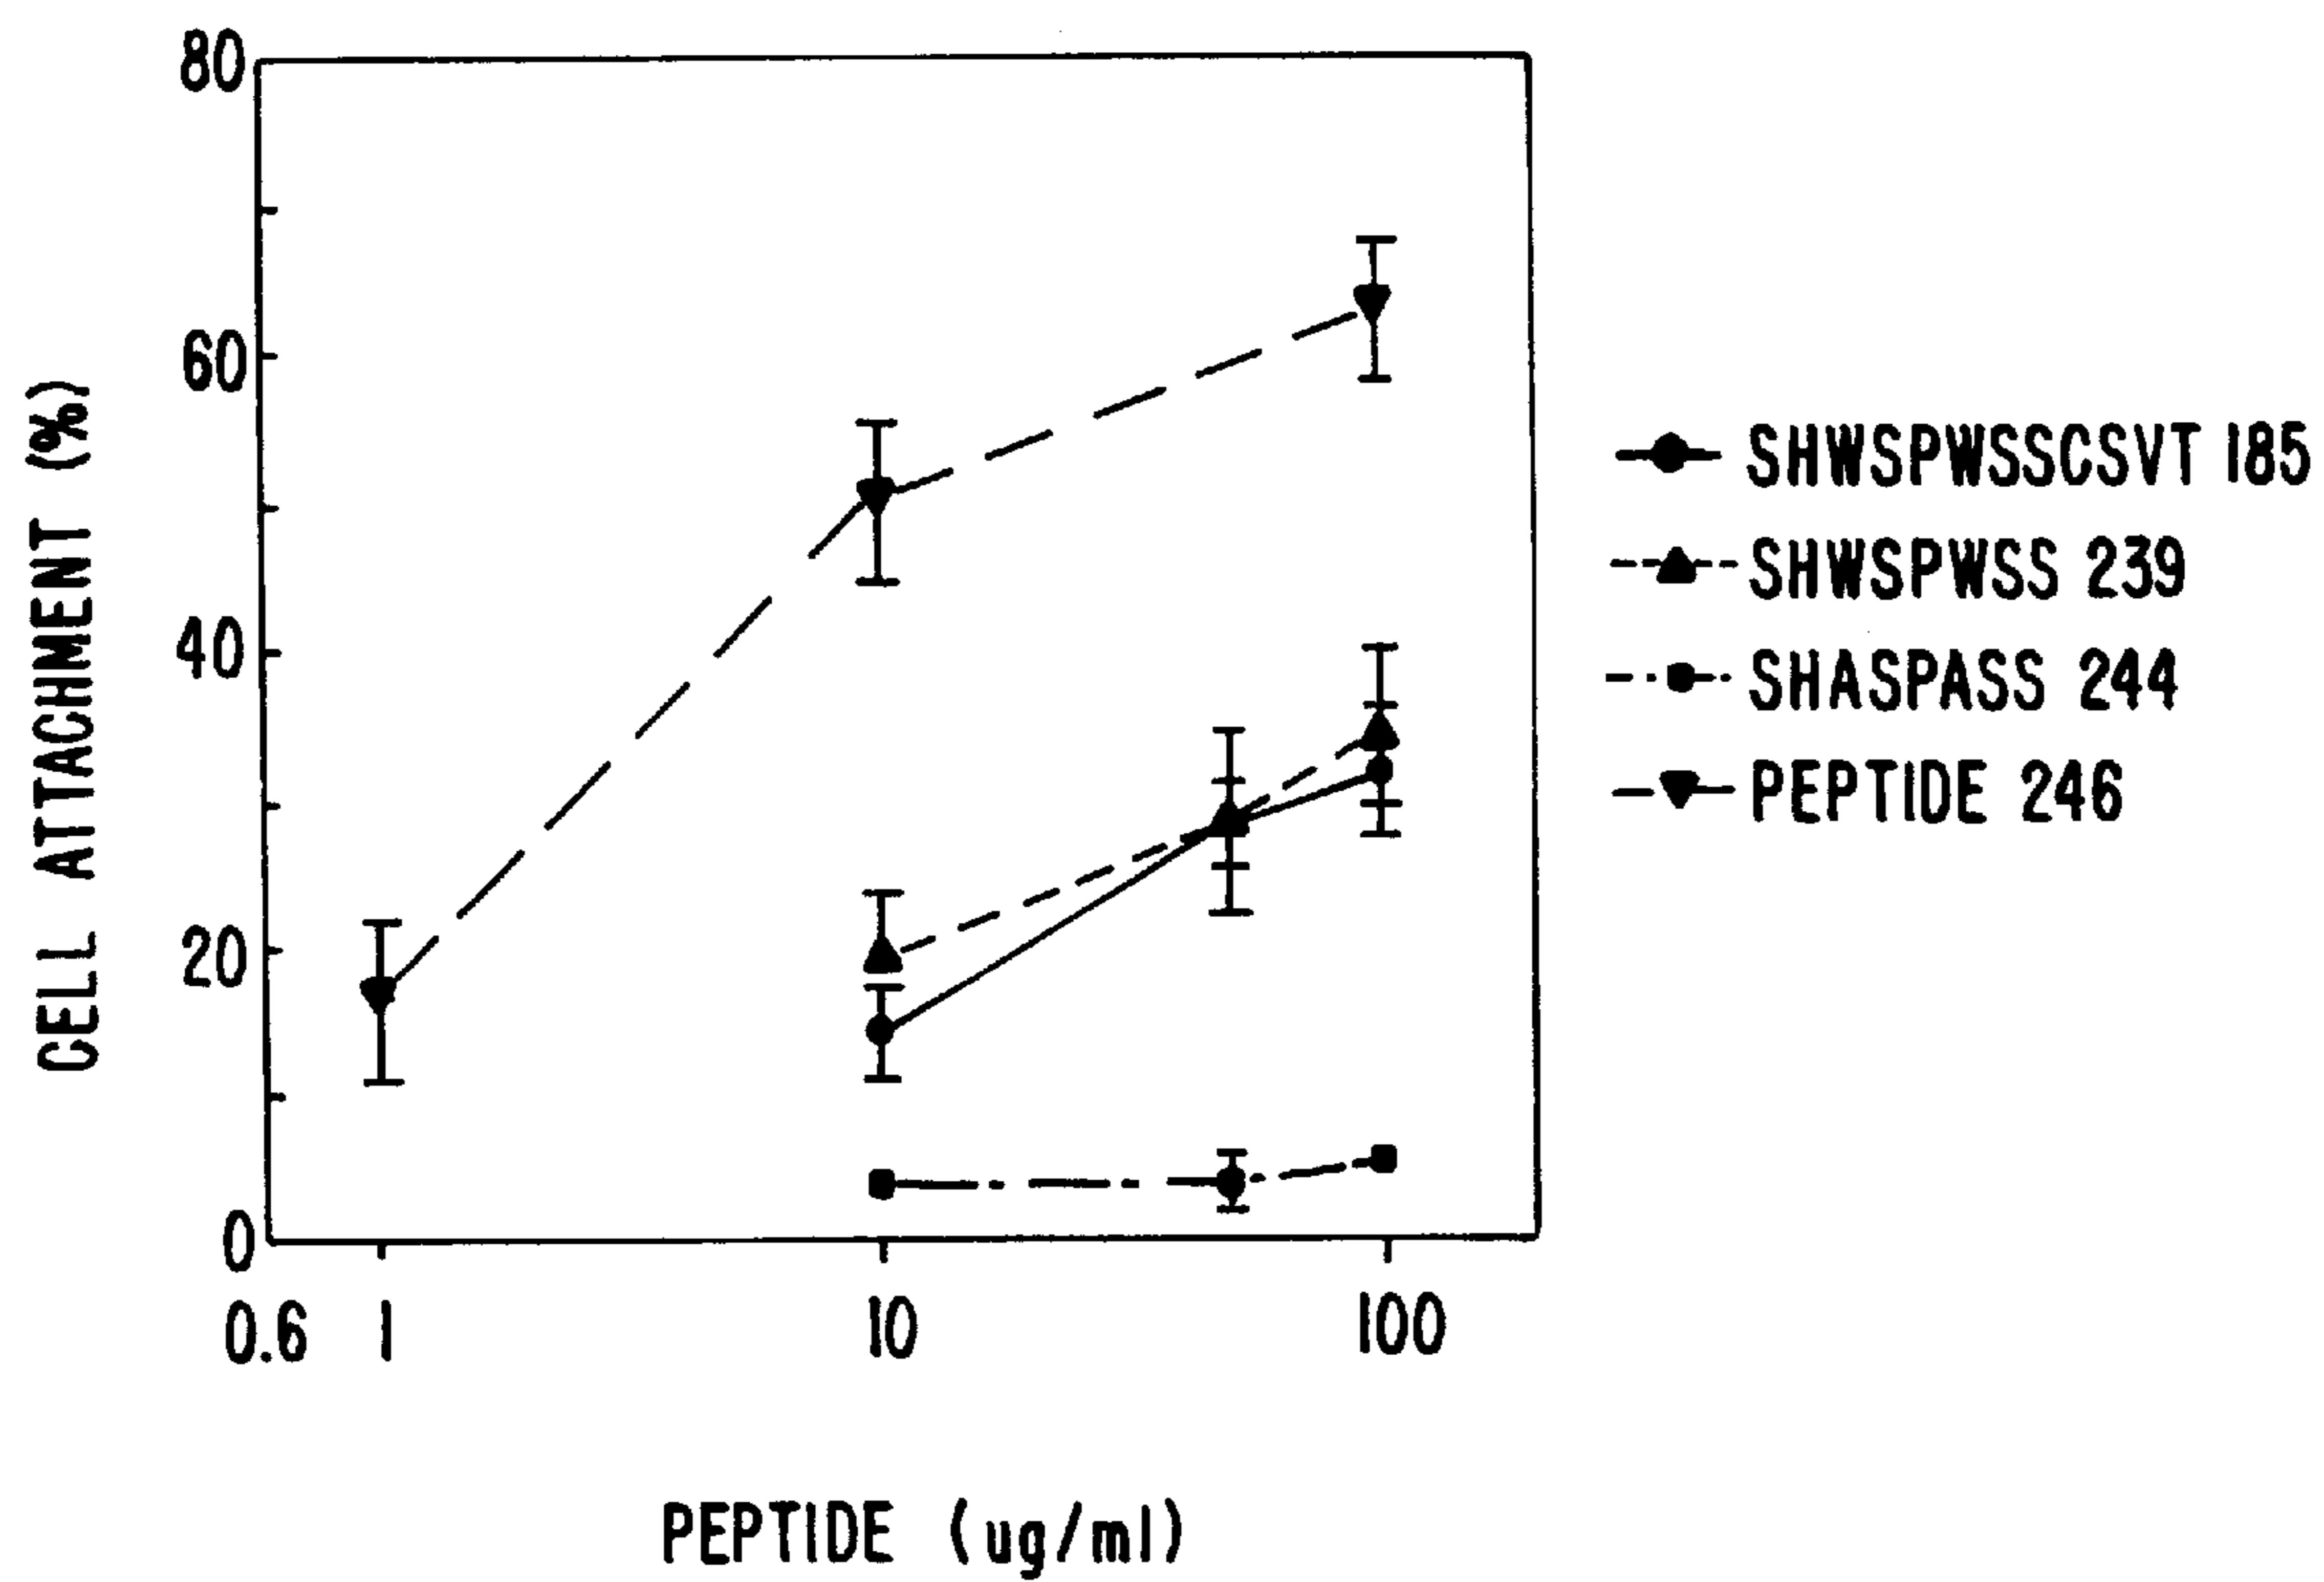 80
60
40
20
0
CELL ATTACHMENT (%)
0.6 1 10 100
PEPTIDE (ug/ml)
SHWSPWSSCSVT 185
SHWSPWSS 239
SHASPASS 244
PEPTIDE 246